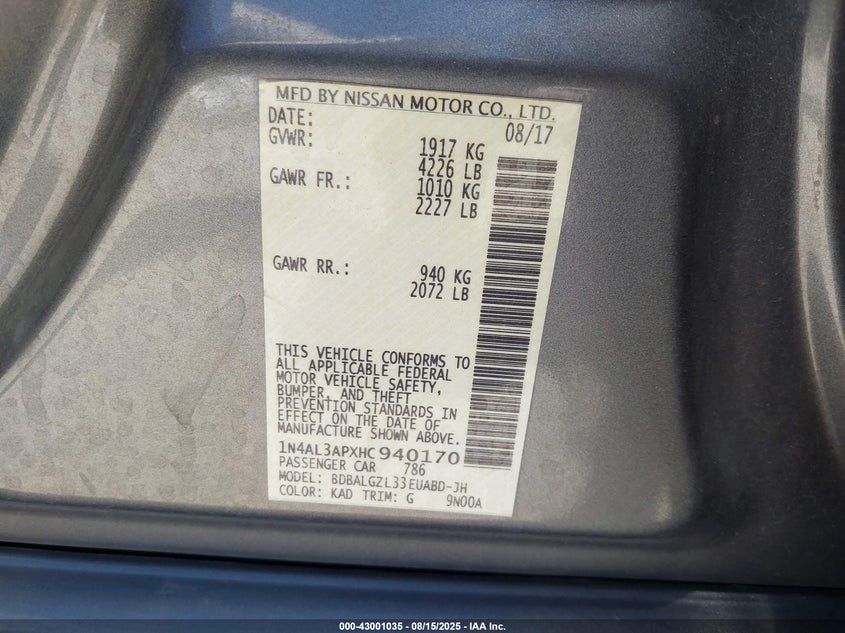 MFD BY NISSAN MOTOR CO., LTD.
DATE: 08/17
GVWR: 1917 KG
4226 LB
GAWR FR.: 1010 KG
2227 LB
GAWR RR.: 940 KG
2072 LB
THIS VEHICLE CONFORMS TO
ALL APPLICABLE FEDERAL
MOTOR VEHICLE SAFETY,
BUMPER, AND THEFT
PREVENTION STANDARDS IN
EFFECT ON THE DATE OF
MANUFACTURE SHOWN ABOVE.
1N4AL3APXHC940170
PASSENGER CAR 786
MODEL: BDBALGZL33EUABD-JH
COLOR: KAD TRIM: G 9N00A
000-43001035 - 08/15/2025 - IAA Inc.